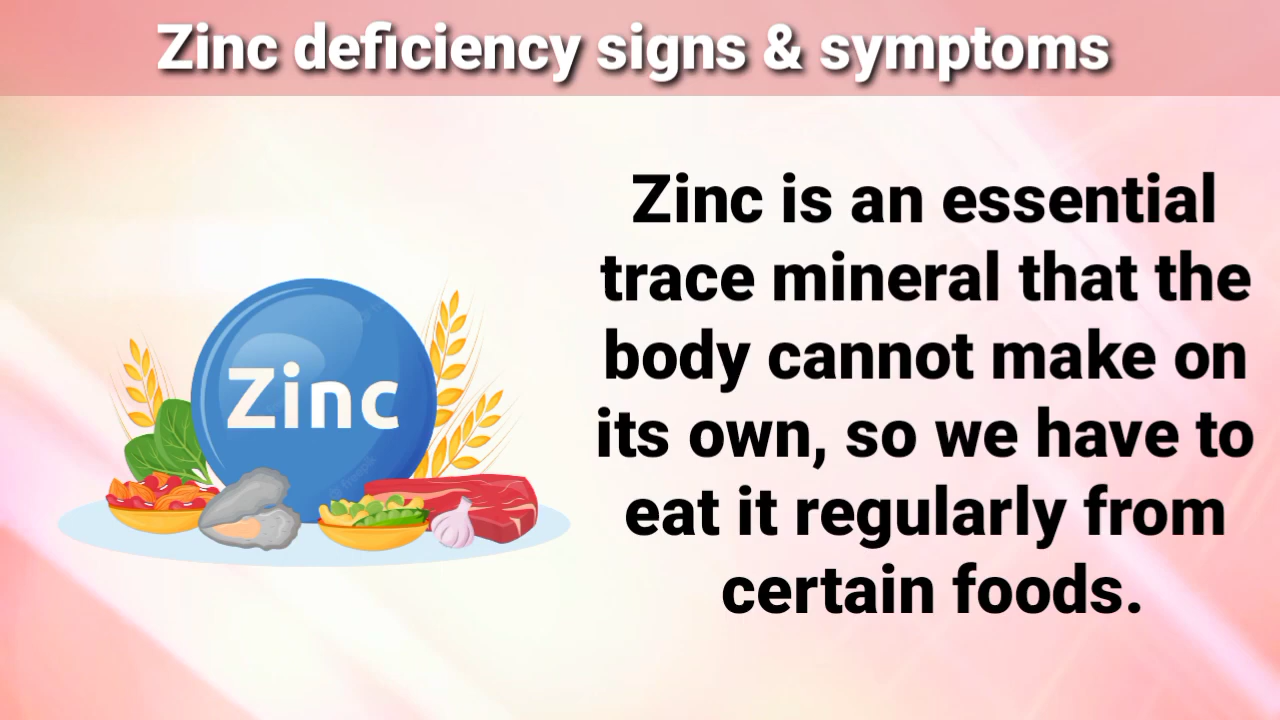 Zinc deficiency signs & symptoms
Zinc is an essential
trace mineral that the
body cannot make on
its own, so we have to
eat it regularly from
certain foods.
Zinc